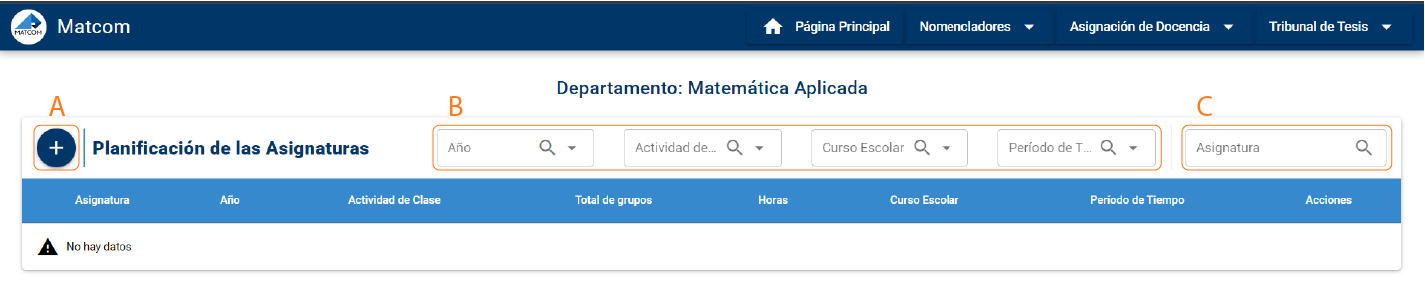 MATCOM Matcom Página Principal Nomencladores Asignación de Docencia Tribunal de Tesis
Departamento: Matemática Aplicada
A B C
+ Planificación de las Asignaturas Año Actividad de... Curso Escolar Período de T... Asignatura
Asignatura Año Actividad de Clase Total de grupos Horas Curso Escolar Período de Tiempo Acciones
No hay datos